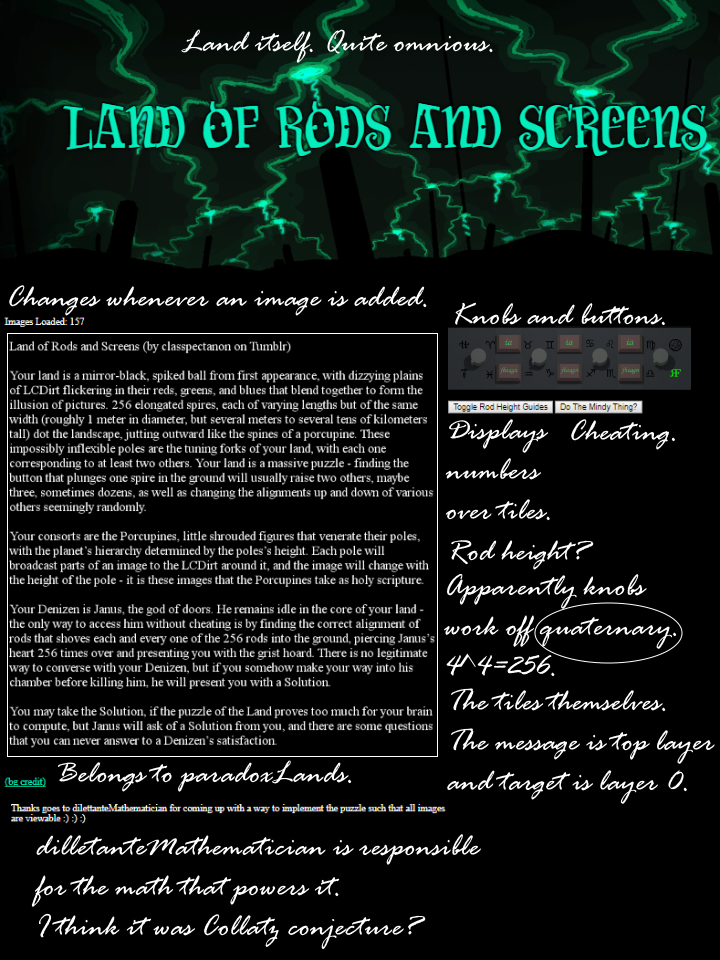 Land itself. Quite omnious.
LAND OF RODS AND SCREENS
Changes whenever an image is added.
Images Loaded: 157
Land of Rods and Screens (by classpectanon on Tumblr)
Your land is a mirror-black, spiked ball from first appearance, with dizzying plains
of LCDirt flickering in their reds, greens, and blues that blend together to form the
illusion of pictures. 256 elongated spires, each of varying lengths but of the same
width (roughly 1 meter in diameter, but several meters to several tens of kilometers
tall) dot the landscape, jutting outward like the spines of a porcupine. These
impossibly inflexible poles are the tuning forks of your land, with each one
corresponding to at least two others. Your land is a massive puzzle - finding the
button that plunges one spire in the ground will usually raise two others, maybe
three, sometimes dozens, as well as changing the alignments up and down of various
others seemingly randomly.
Your consorts are the Porcupines, little shrouded figures that venerate their poles,
with the planet's hierarchy determined by the poles's height. Each pole will
broadcast parts of an image to the LCDirt around it, and the image will change with
the height of the pole - it is these images that the Porcupines take as holy scripture.
Your Denizen is Janus, the god of doors. He remains idle in the core of your land -
the only way to access him without cheating is by finding the correct alignment of
rods that shoves each and every one of the 256 rods into the ground, piercing Janus's
heart 256 times over and presenting you with the grist hoard. There is no legitimate
way to converse with your Denizen, but if you somehow make your way into his
chamber before killing him, he will present you with a Solution.
You may take the Solution, if the puzzle of the Land proves too much for your brain
to compute, but Janus will ask of a Solution from you, and there are some questions
that you can never answer to a Denizen's satisfaction.
(bg credit) Belongs to paradoxLands.
Thanks goes to dilettanteMathematician for coming up with a way to implement the puzzle such that all images
are viewable :) :) :)
dilletanteMathematician is responsible
for the math that powers it.
I think it was Collatz conjecture?
Knobs and buttons.
Toggle Rod Height Guides Do The Mindy Thing?
Displays Cheating.
numbers
over tiles.
Rod height?
Apparently knobs
work off quaternary.
4^4=256.
The tiles themselves.
The message is top layer
and target is layer 0.